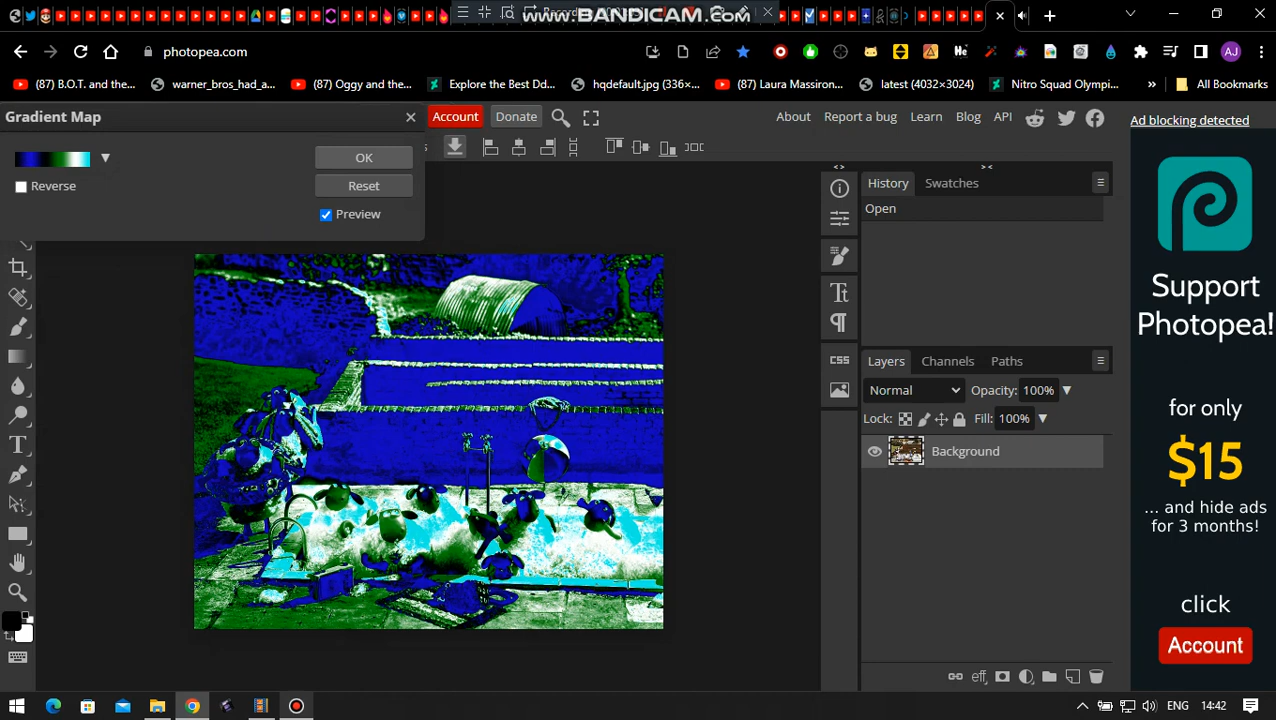 www.BANDICAM.com
photopea.com
AJ
(87) B.O.T. and the...
warner_bros_had_a...
(87) Oggy and the...
Explore the Best Dd...
hqdefault.jpg (336×...
(87) Laura Massiron...
latest (4032×3024)
Nitro Squad Olympi...
»
All Bookmarks
Gradient Map
Account
Donate
About
Report a bug
Learn
Blog
API
Ad blocking detected
OK
Reverse
Reset
Preview
< >
> <
History
Swatches
Open
CSS
Layers
Channels
Paths
Normal
Opacity: 100%
Lock:
Fill: 100%
Background
eff
Support
Photopea!
for only
$15
... and hide ads
for 3 months!
click
Account
ENG
14:42